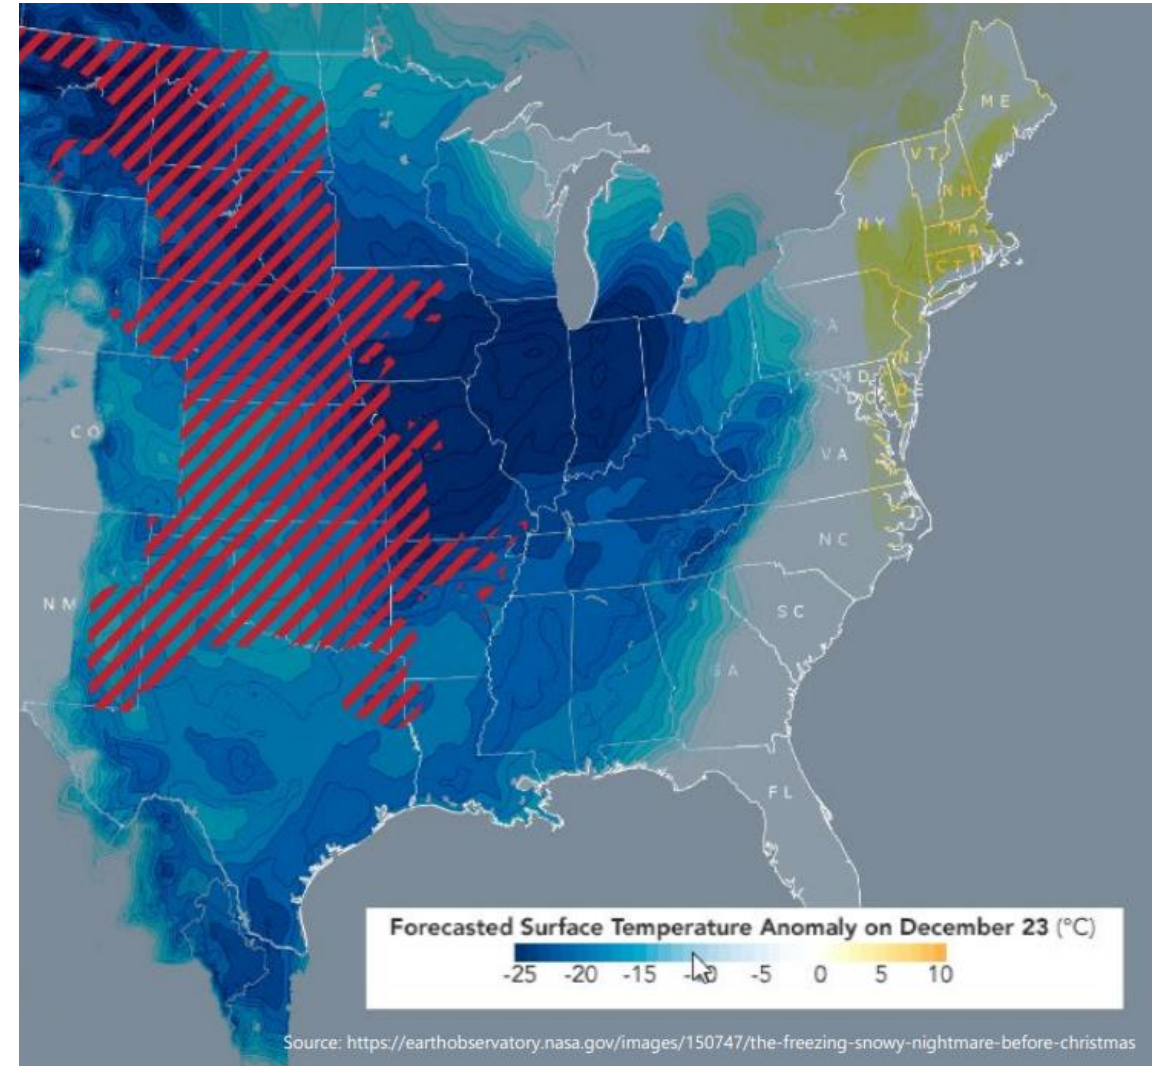 ME
VT
NH
NY
MA
CT
PA
NJ
MD
DC
DE
VA
CO
NC
NM
SC
GA
FL
Forecasted Surface Temperature Anomaly on December 23 (°C)
-25 -20 -15 -5 0 5 10
Source: https://earthobservatory.nasa.gov/images/150747/the-freezing-snowy-nightmare-before-christmas